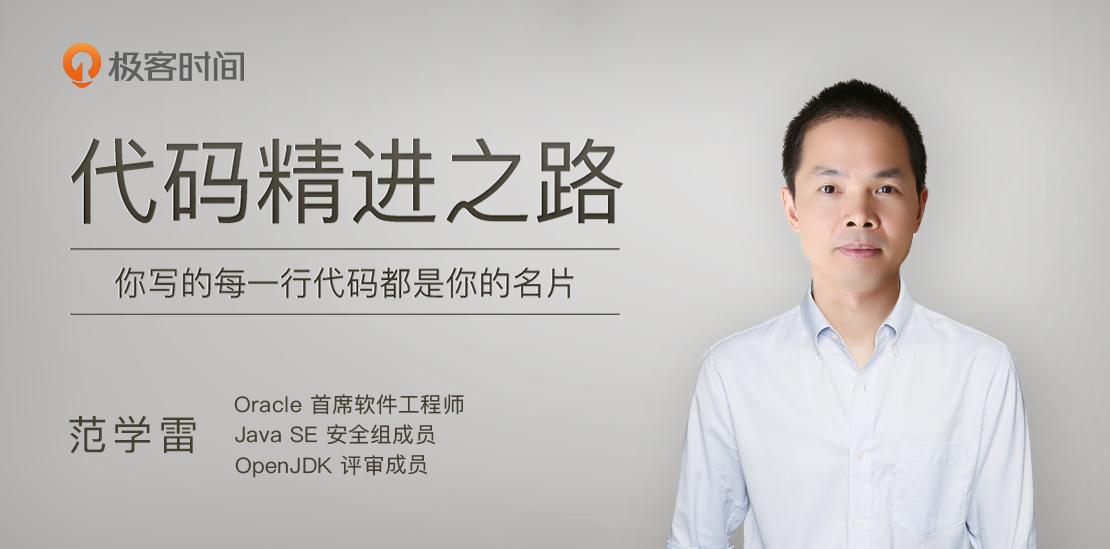 极客时间
代码精进之路
你写的每一行代码都是你的名片
范学雷
Oracle 首席软件工程师
Java SE 安全组成员
OpenJDK 评审成员